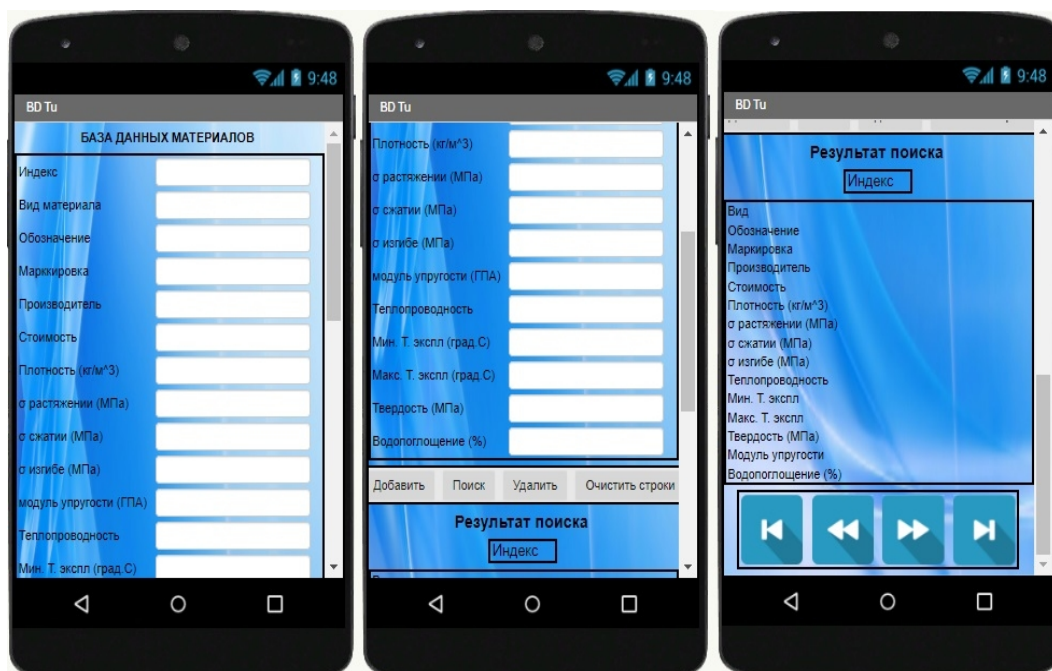 9:48
BD Tu
БАЗА ДАННЫХ МАТЕРИАЛОВ
Индекс
Вид материала
Обозначение
Марккировка
Производитель
Стоимость
Плотность (кг/м^3)
σ растяжении (МПа)
σ сжатии (МПа)
σ изгибе (МПа)
модуль упругости (ГПА)
Теплопроводность
Мин. Т. экспл (град.С)
9:48
BD Tu
Плотность (кг/м^3)
σ растяжении (МПа)
σ сжатии (МПа)
σ изгибе (МПа)
модуль упругости (ГПА)
Теплопроводность
Мин. Т. экспл (град.С)
Макс. Т. экспл (град.С)
Твердость (МПа)
Водопоглощение (%)
Добавить Поиск Удалить Очистить строки
Результат поиска
Индекс
9:48
BD Tu
Результат поиска
Индекс
Вид
Обозначение
Маркировка
Производитель
Стоимость
Плотность (кг/м^3)
σ растяжении (МПа)
σ сжатии (МПа)
σ изгибе (МПа)
Теплопроводность
Мин. Т. экспл
Макс. Т. экспл
Твердость (МПа)
Модуль упругости
Водопоглощение (%)